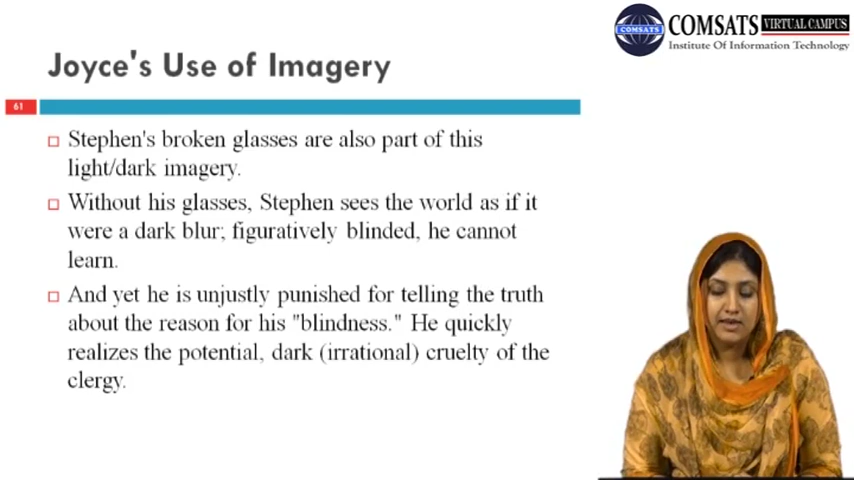 COMSATS VIRTUAL CAMPUS
COMSATS
Institute Of Information Technology
Joyce's Use of Imagery
61
Stephen's broken glasses are also part of this
light/dark imagery.
Without his glasses, Stephen sees the world as if it
were a dark blur; figuratively blinded, he cannot
learn.
And yet he is unjustly punished for telling the truth
about the reason for his "blindness." He quickly
realizes the potential, dark (irrational) cruelty of the
clergy.